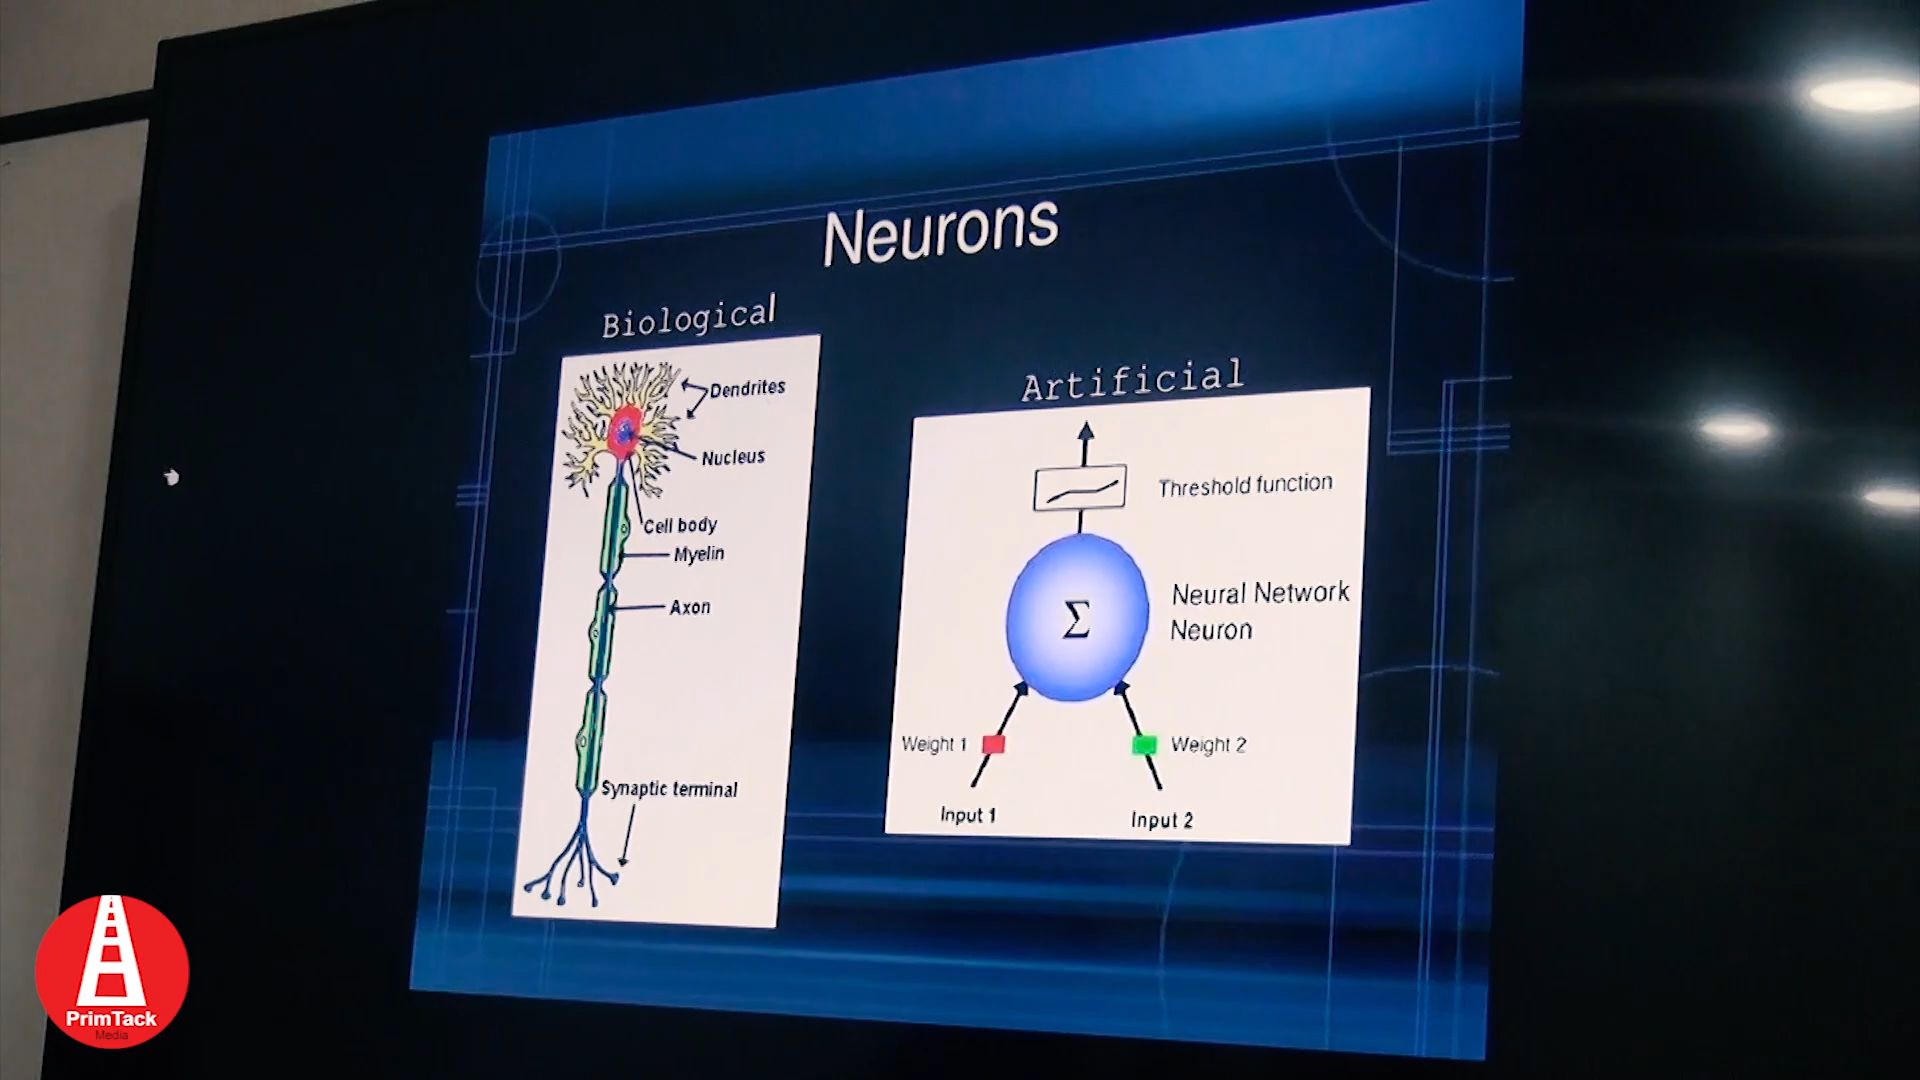 Neurons
Biological
Dendrites
Nucleus
Cell body
Myelin
Axon
Synaptic terminal
Artificial
Threshold function
Σ
Neural Network
Neuron
Weight 1
Weight 2
Input 1
Input 2
PrimTack
Media